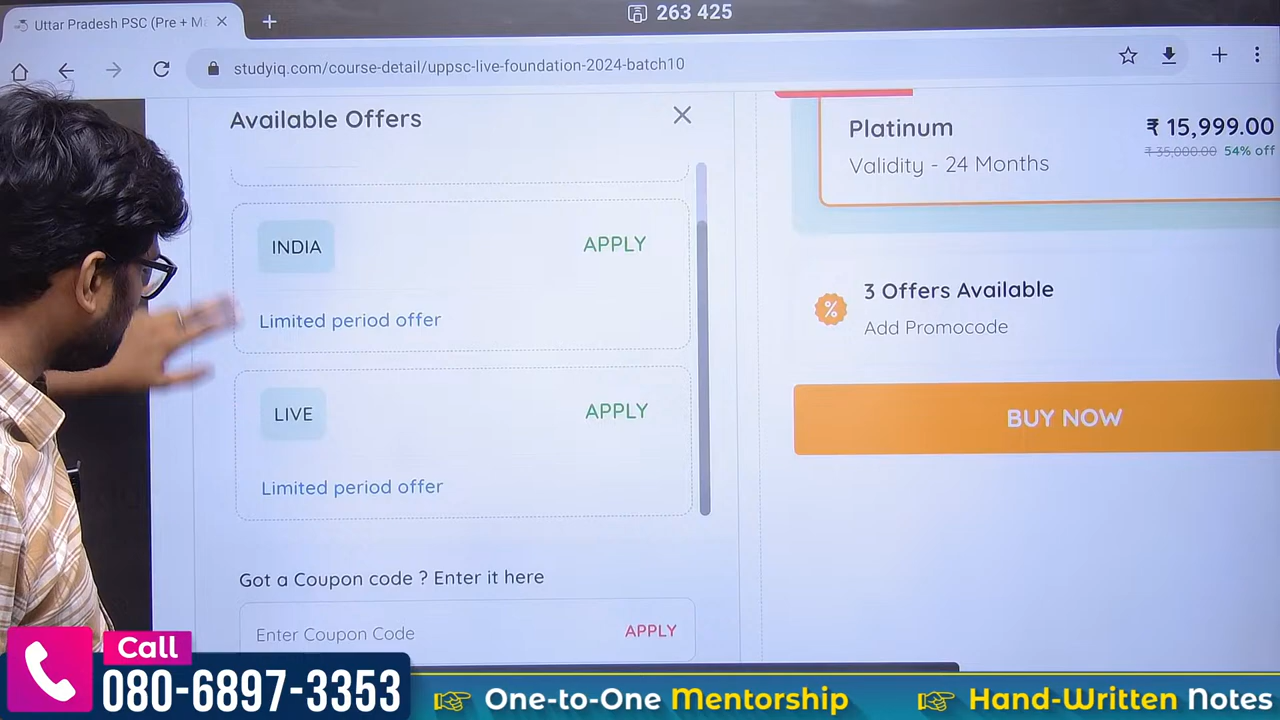 263 425
Uttar Pradesh PSC (Pre + Ma
studyiq.com/course-detail/uppsc-live-foundation-2024-batch10
Available Offers
INDIA
APPLY
Limited period offer
LIVE
APPLY
Limited period offer
Got a Coupon code ? Enter it here
Enter Coupon Code
APPLY
Platinum
₹ 15,999.00
Validity - 24 Months
₹ 35,000.00 54% off
3 Offers Available
Add Promocode
BUY NOW
Call
080-6897-3353
One-to-One Mentorship
Hand-Written Notes